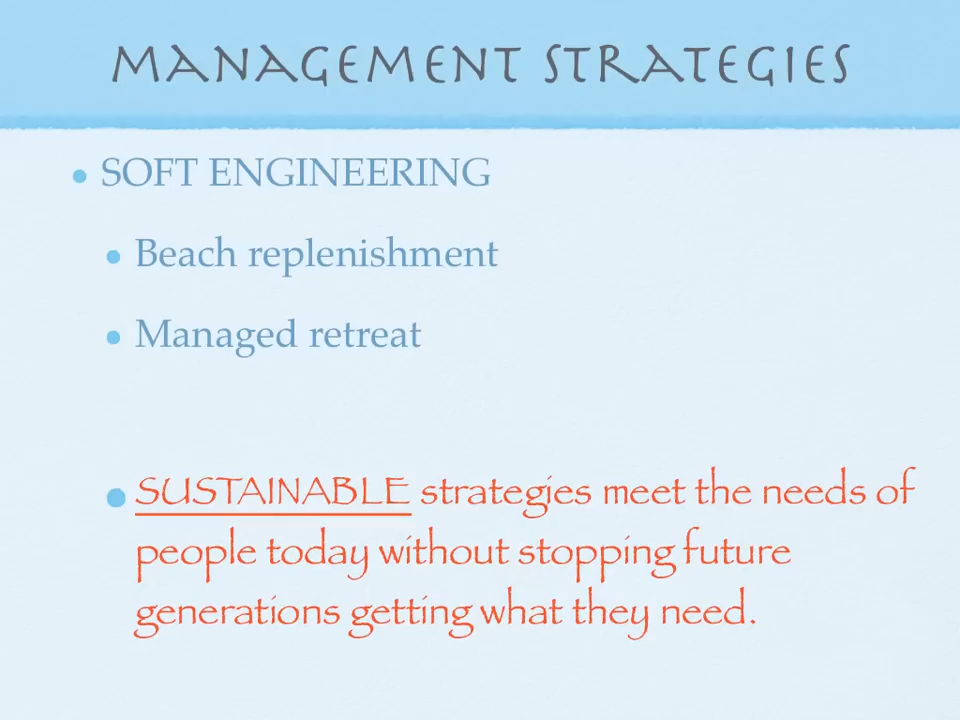 MANAGEMENT STRATEGIES
• SOFT ENGINEERING
• Beach replenishment
• Managed retreat
• SUSTAINABLE strategies meet the needs of
people today without stopping future
generations getting what they need.